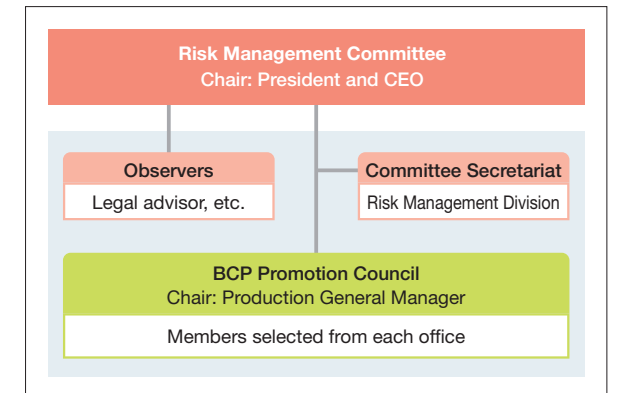 Risk Management Committee
Chair: President and CEO
Observers
Legal advisor, etc.
Committee Secretariat
Risk Management Division
BCP Promotion Council
Chair: Production General Manager
Members selected from each office